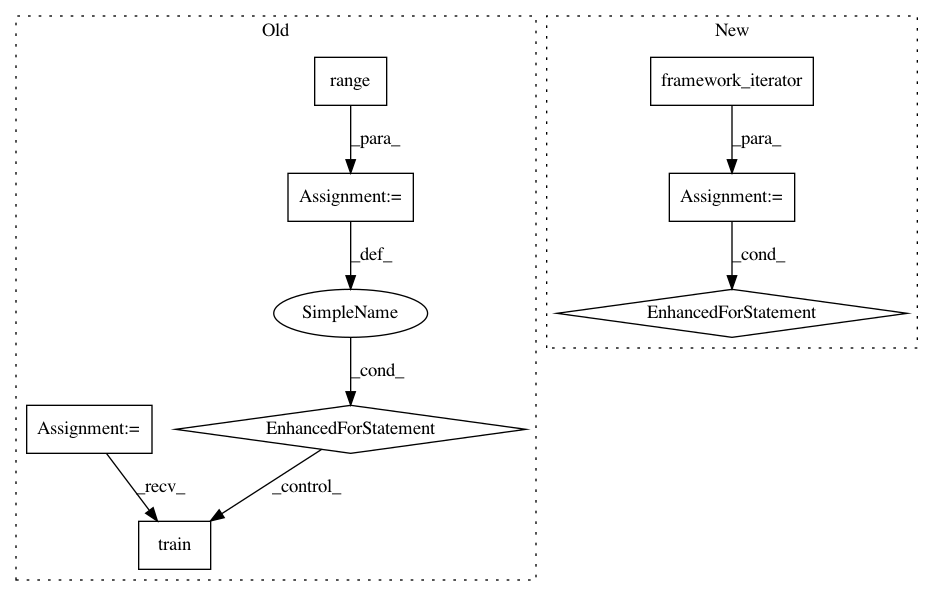 Old
New
range
framework_iterator
_para_
_para_
Assignment:=
Assignment:=
_def_
_cond_
SimpleName
EnhancedForStatement
_cond_
Assignment:=
EnhancedForStatement
_recv_
_control_
train